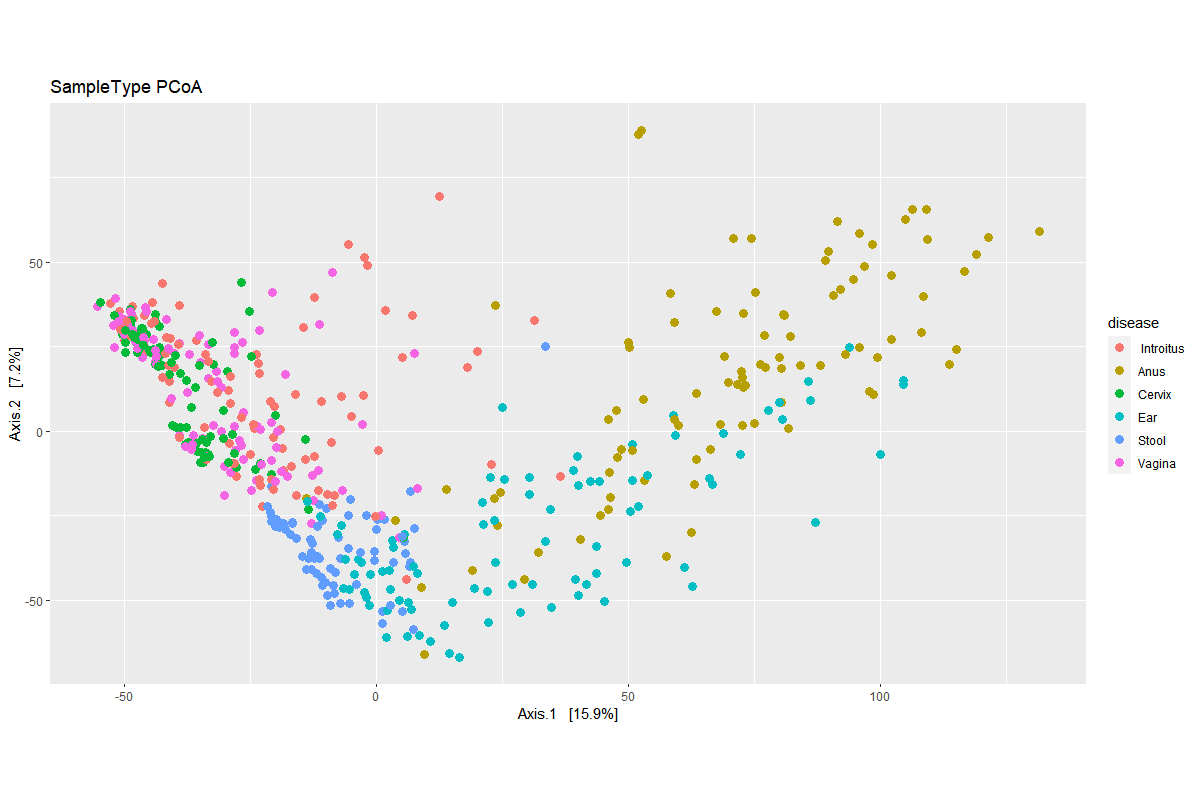 SampleType PCoA
50
0
-50
Axis.2 [7.2%]
-50
0
50
100
Axis.1 [15.9%]
disease
Introitus
Anus
Cervix
Ear
Stool
Vagina